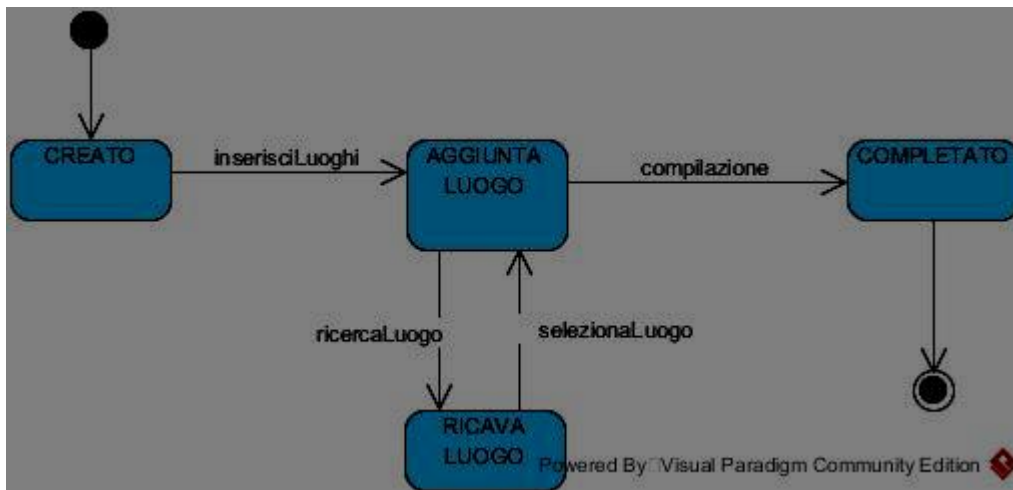 CREATO
inserisciLuoghi
AGGIUNTA
LUOGO
compilazione
COMPLETATO
ricercaLuogo
selezionaLuogo
RICAVA
LUOGO
Powered By Visual Paradigm Community Edition